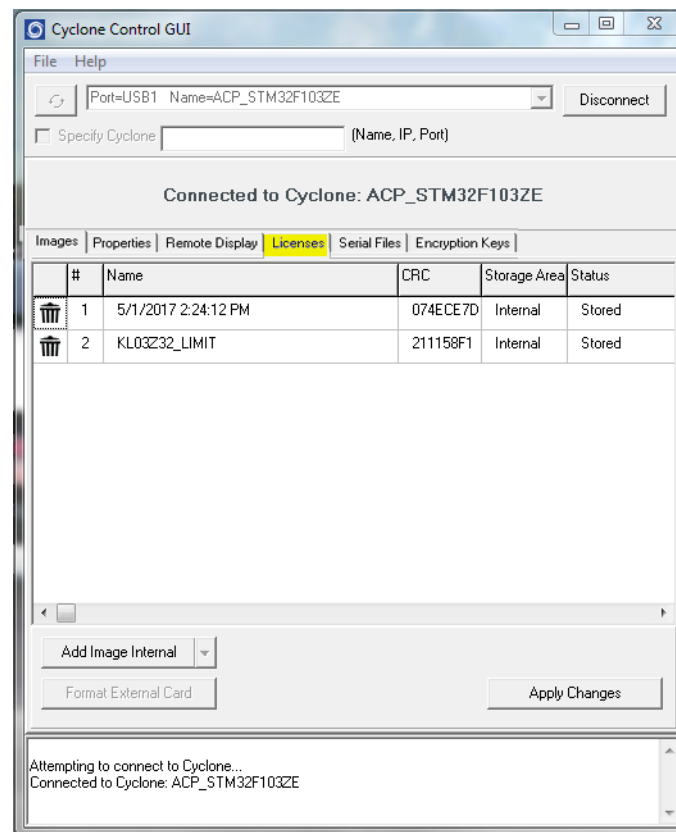 Cyclone Control GUI
File Help
Port=USB1 Name=ACP_STM32F103ZE
Disconnect
Specify Cyclone
(Name, IP, Port)
Connected to Cyclone: ACP_STM32F103ZE
Images Properties Remote Display Licenses Serial Files Encryption Keys
# Name CRC Storage Area Status
1 5/1/2017 2:24:12 PM 074ECE7D Internal Stored
2 KL03Z32_LIMIT 211158F1 Internal Stored
Add Image Internal
Format External Card
Apply Changes
Attempting to connect to Cyclone...
Connected to Cyclone: ACP_STM32F103ZE